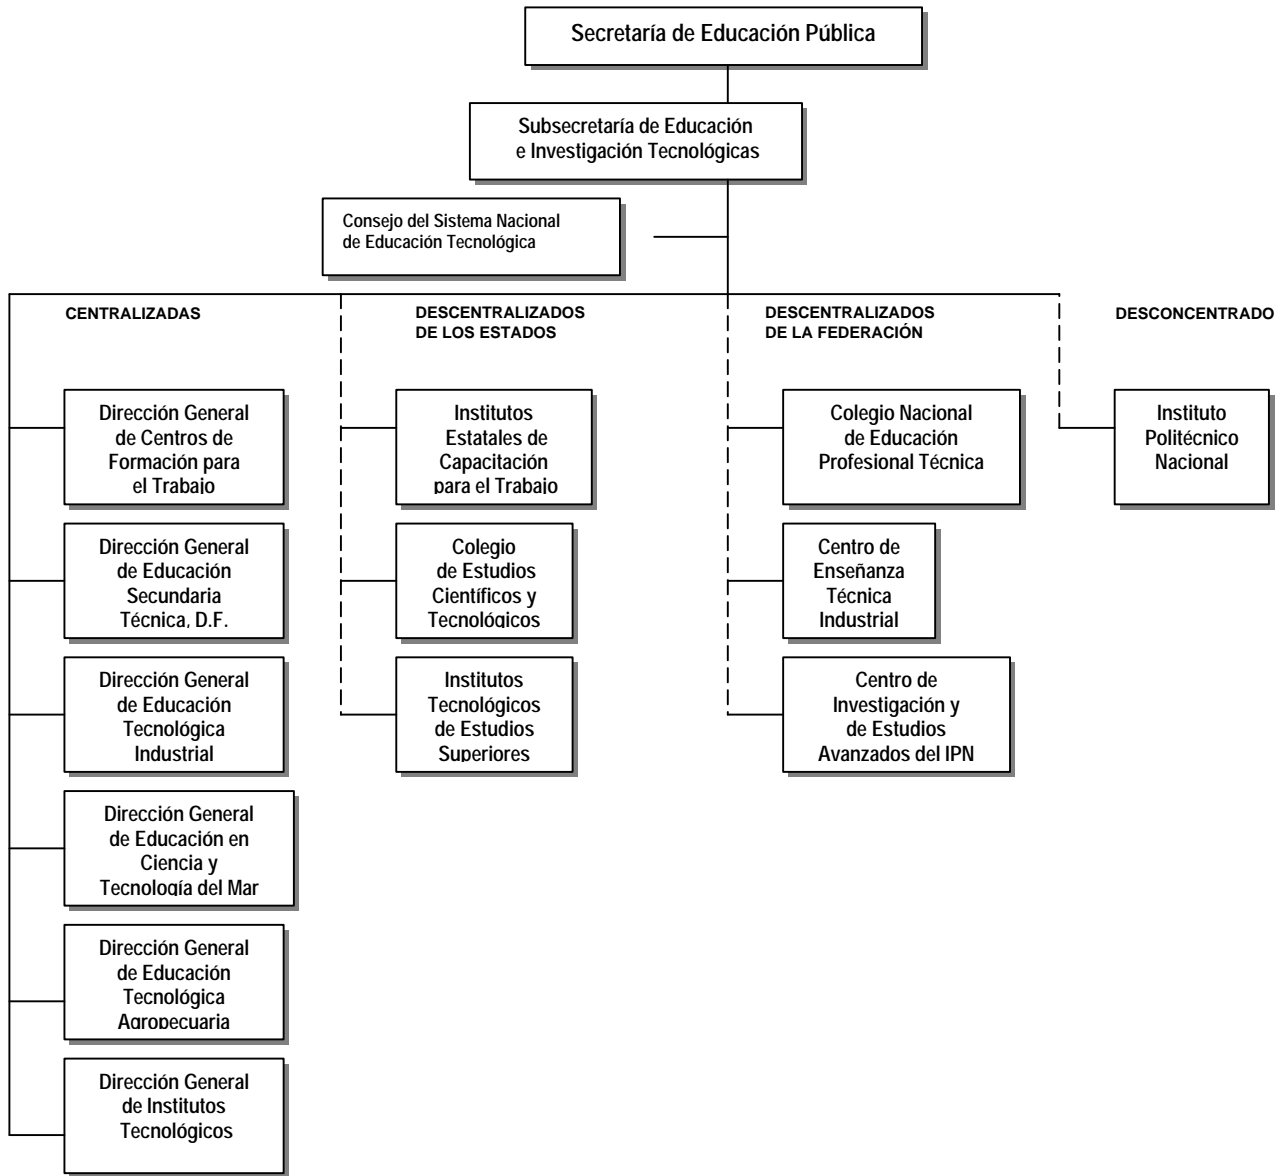 Secretaría de Educación Pública
Subsecretaría de Educación
e Investigación Tecnológicas
Consejo del Sistema Nacional
de Educación Tecnológica
CENTRALIZADAS
DESCENTRALIZADOS
DE LOS ESTADOS
DESCENTRALIZADOS
DE LA FEDERACIÓN
DESCONCENTRADO
Dirección General
de Centros de
Formación para
el Trabajo
Dirección General
de Educación
Secundaria
Técnica, D.F.
Dirección General
de Educación
Tecnológica
Industrial
Dirección General
de Educación en
Ciencia y
Tecnología del Mar
Dirección General
de Educación
Tecnológica
Agropecuaria
Dirección General
de Institutos
Tecnológicos
Institutos
Estatales de
Capacitación
para el Trabajo
Colegio
de Estudios
Científicos y
Tecnológicos
Institutos
Tecnológicos
de Estudios
Superiores
Colegio Nacional
de Educación
Profesional Técnica
Centro de
Enseñanza
Técnica
Industrial
Centro de
Investigación y
de Estudios
Avanzados del IPN
Instituto
Politécnico
Nacional